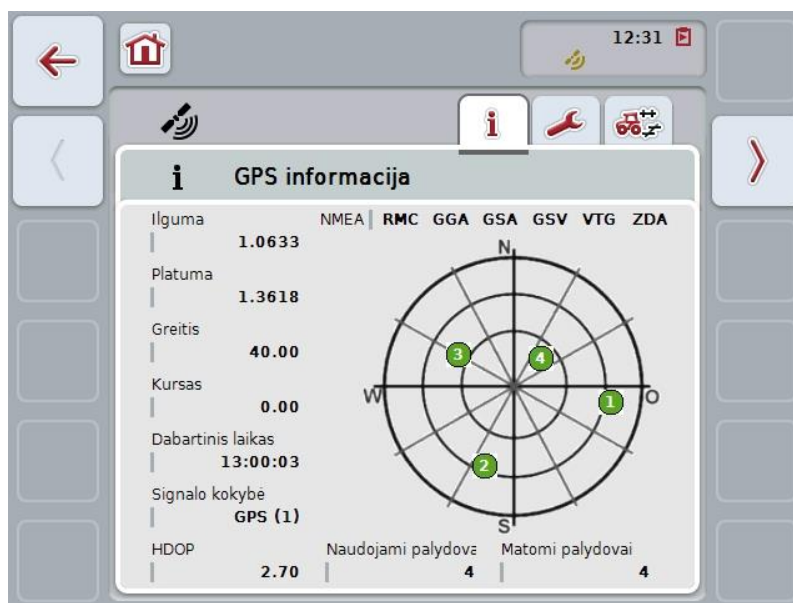 12:31
i
i GPS informacija
Ilguma
1.0633
NMEA RMC GGA GSA GSV VTG ZDA
Platuma
1.3618
Greitis
40.00
Kursas
0.00
Dabartinis laikas
13:00:03
Signalo kokybė
GPS (1)
HDOP
2.70
N
3
4
W
1
O
2
S
Naudojami palydova
4
Matomi palydovai
4